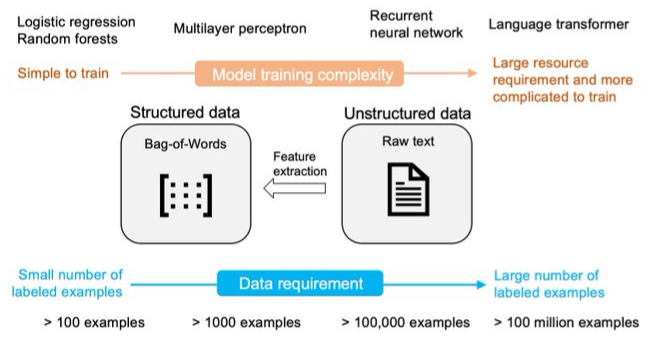 Logistic regression
Random forests
Multilayer perceptron
Recurrent
neural network
Language transformer
Simple to train
Model training complexity
Large resource
requirement and more
complicated to train
Structured data
Unstructured data
Bag-of-Words
Feature
extraction
Raw text
Small number of
labeled examples
Data requirement
Large number of
labeled examples
> 100 examples
> 1000 examples
> 100,000 examples
> 100 million examples